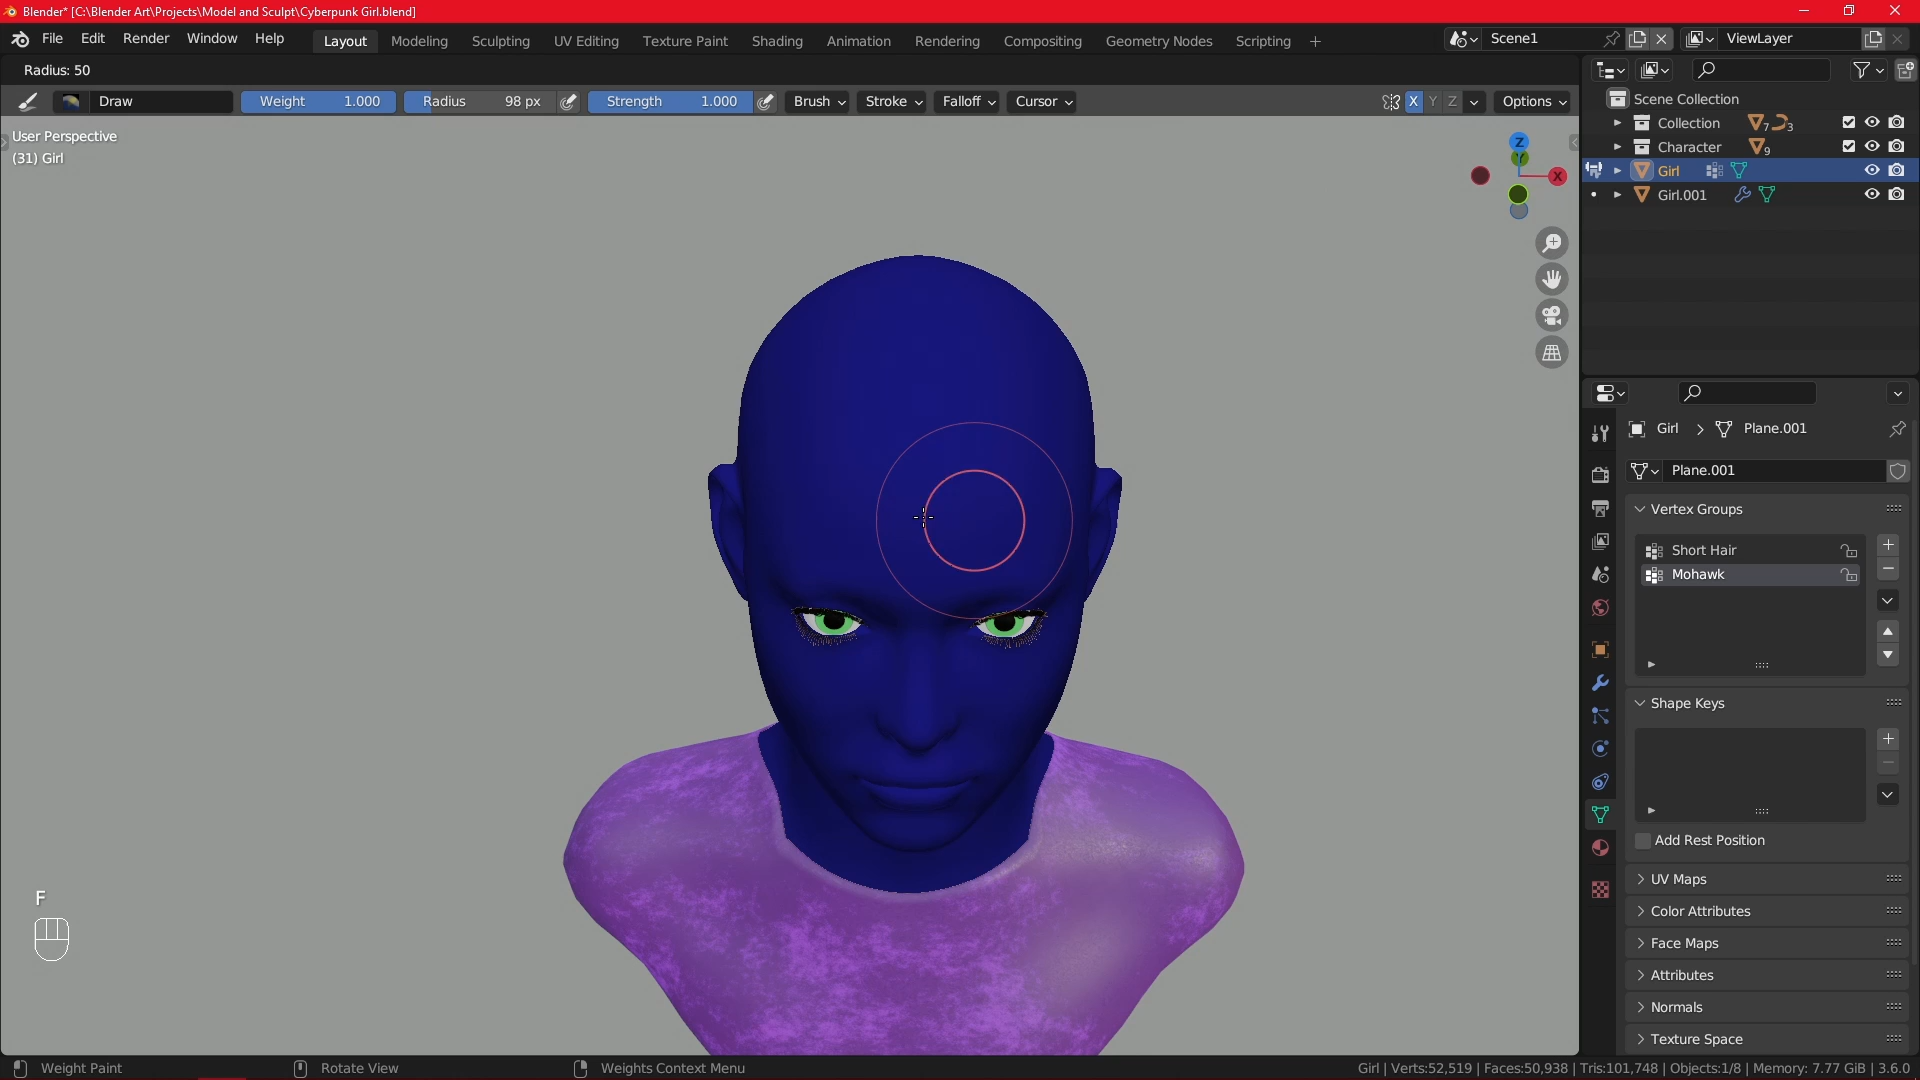 Blender* [C:\Blender Art\Projects\Model and Sculpt\Cyberpunk Girl.blend]
File Edit Render Window Help Layout Modeling Sculpting UV Editing Texture Paint Shading Animation Rendering Compositing Geometry Nodes Scripting + Scene1 ViewLayer
Radius: 50
Draw Weight 1.000 Radius 98 px Strength 1.000 Brush Stroke Falloff Cursor X Y Z Options
User Perspective
(31) Girl
Z
Y
X
Scene Collection
Collection 7 3
Character 9
Girl
Girl.001
Girl > Plane.001
Plane.001
Vertex Groups
Short Hair
Mohawk
Shape Keys
Add Rest Position
UV Maps
Color Attributes
Face Maps
Attributes
Normals
Texture Space
F
Weight Paint Rotate View Weights Context Menu Girl | Verts:52,519 | Faces:50,938 | Tris:101,748 | Objects:1/8 | Memory: 7.77 GiB | 3.6.0